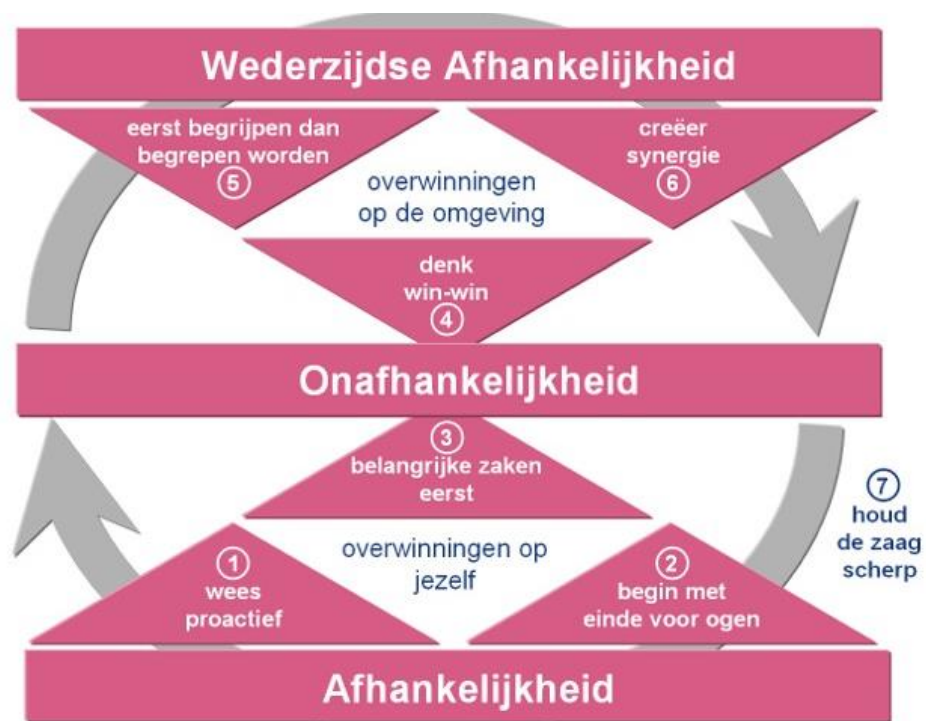 Wederzijdse Afhankelijkheid
eerst begrijpen dan
begrepen worden
5
creëer
synergie
6
overwinningen
op de omgeving
denk
win-win
4
Onafhankelijkheid
3
belangrijke zaken
eerst
7
houd
de zaag
scherp
1
wees
proactief
overwinningen op
jezelf
2
begin met
einde voor ogen
Afhankelijkheid